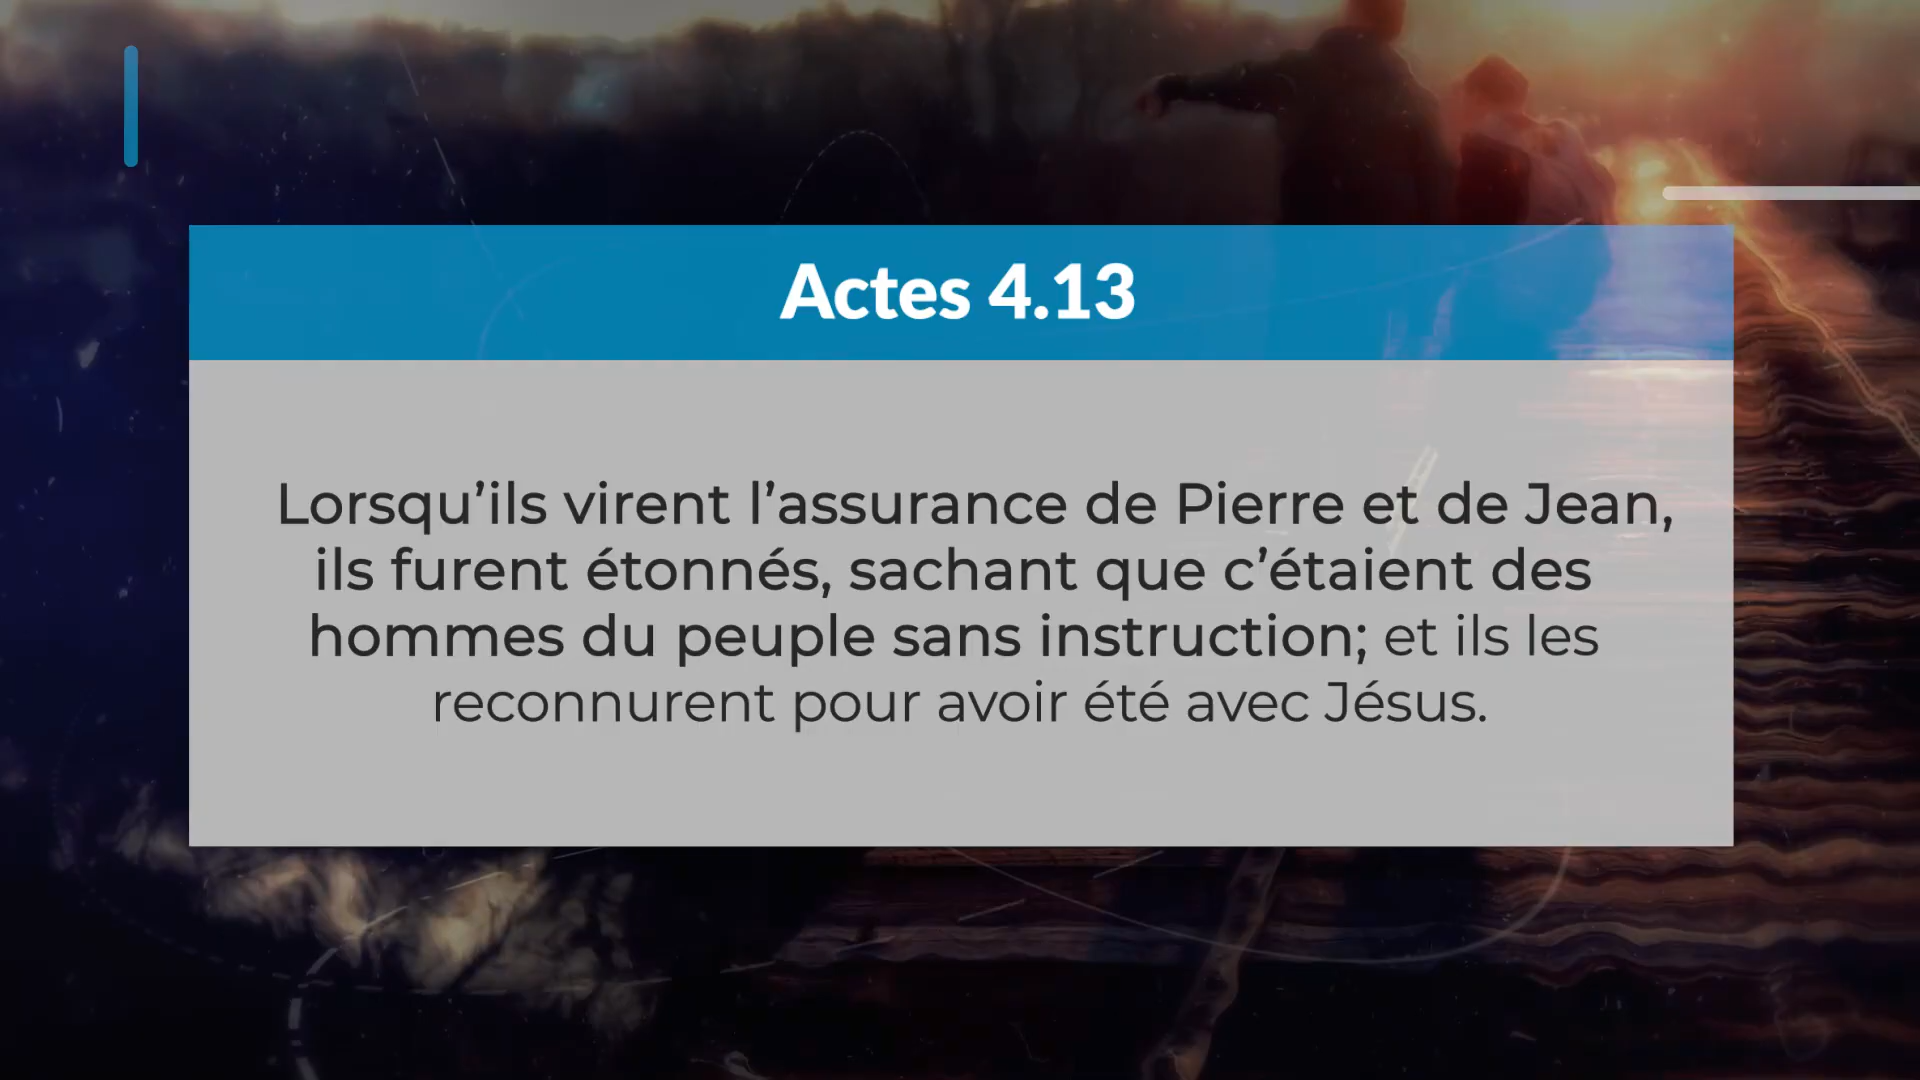 Actes 4.13
Lorsqu’ils virent l’assurance de Pierre et de Jean,
ils furent étonnés, sachant que c’étaient des
hommes du peuple sans instruction; et ils les
reconnurent pour avoir été avec Jésus.